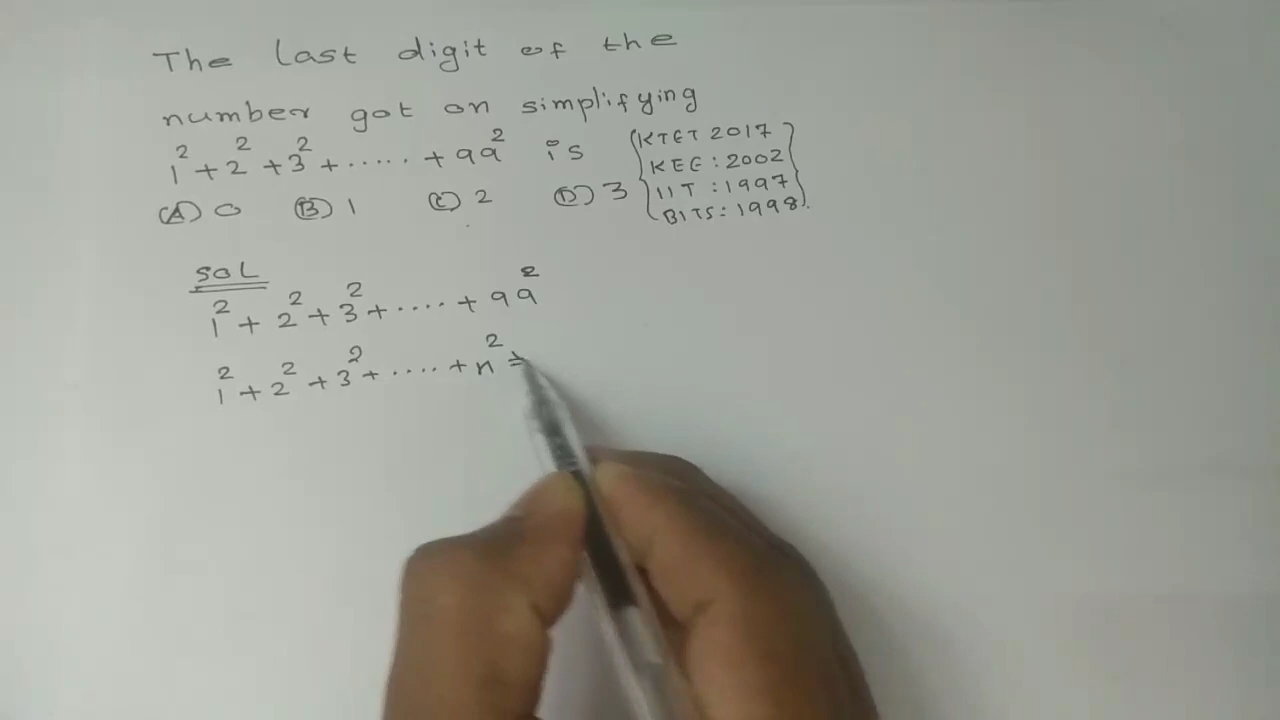 The last digit of the
number got on simplifying
1² + 2² + 3² + ..... + 99² is
(A) 0 (B) 1 (C) 2 (D) 3
{KTET 2017
KEE : 2002
IIT : 1997
BITS : 1998}.
SOL
1² + 2² + 3² + ..... + 99²
1² + 2² + 3² + ..... + n² =